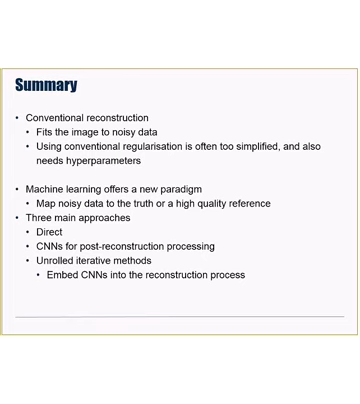 Summary
• Conventional reconstruction
• Fits the image to noisy data
• Using conventional regularisation is often too simplified, and also
needs hyperparameters
• Machine learning offers a new paradigm
• Map noisy data to the truth or a high quality reference
• Three main approaches
• Direct
• CNNs for post-reconstruction processing
• Unrolled iterative methods
• Embed CNNs into the reconstruction process